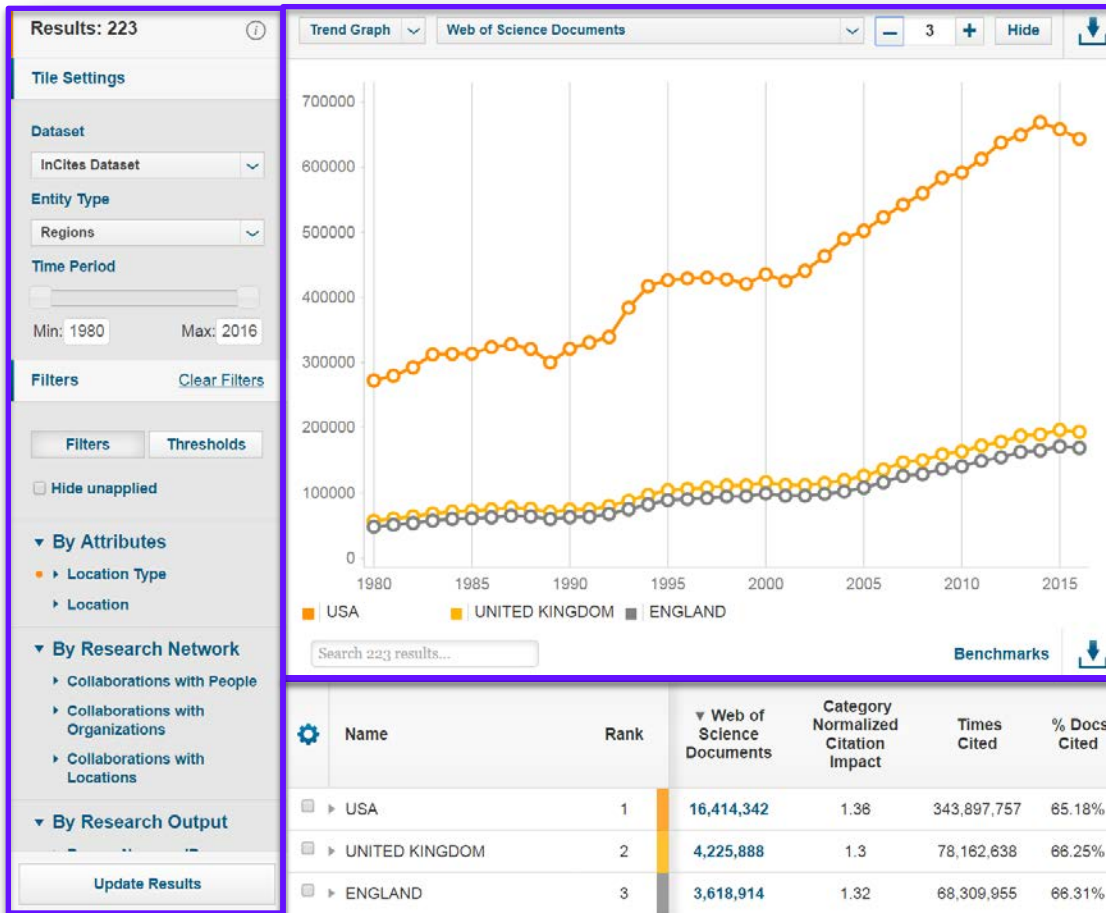 Results: 223
Tile Settings
Dataset
InCites Dataset
Entity Type
Regions
Time Period
Min: 1980 Max: 2016
Filters Clear Filters
Filters Thresholds
Hide unapplied
By Attributes
Location Type
Location
By Research Network
Collaborations with People
Collaborations with
Organizations
Collaborations with
Locations
By Research Output
Update Results
Trend Graph Web of Science Documents 3 Hide
700000
600000
500000
400000
300000
200000
100000
0
1980 1985 1990 1995 2000 2005 2010 2015
USA UNITED KINGDOM ENGLAND
Search 223 results... Benchmarks
Name Rank Web of Science Documents Category Normalized Citation Impact Times Cited % Docs Cited
USA 1 16,414,342 1.36 343,897,757 65.18%
UNITED KINGDOM 2 4,225,888 1.3 78,162,638 66.25%
ENGLAND 3 3,618,914 1.32 68,309,955 66.31%